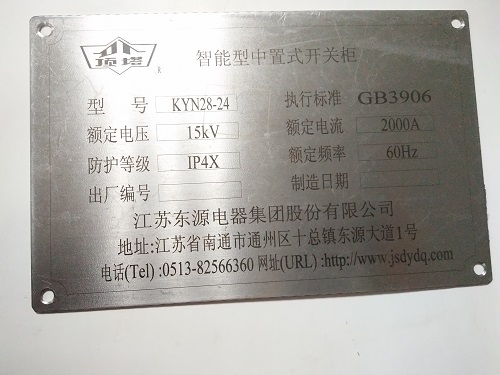 顶塔
R
智能型中置式开关柜
型 号 KYN28-24 执行标准 GB3906
额定电压 15kV 额定电流 2000A
防护等级 IP4X 额定频率 60Hz
出厂编号 制造日期
江苏东源电器集团股份有限公司
地址:江苏省南通市通州区十总镇东源大道1号
电话(Tel) :0513-82566360 网址(URL) :http://www.jsdydq.com